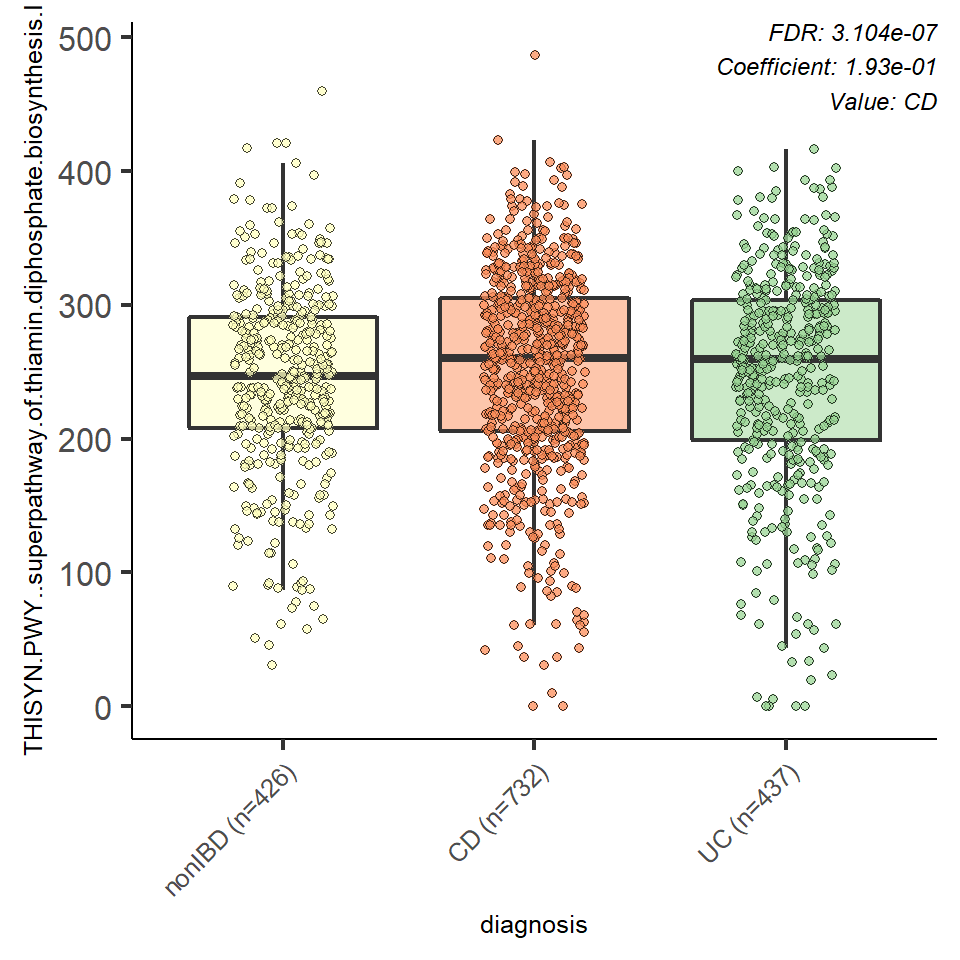 FDR: 3.104e-07
Coefficient: 1.93e-01
Value: CD
THISYN.PWY..superpathway.of.thiamin.diphosphate.biosynthesis.I
500
400
300
200
100
0
nonIBD (n=426)
CD (n=732)
UC (n=437)
diagnosis